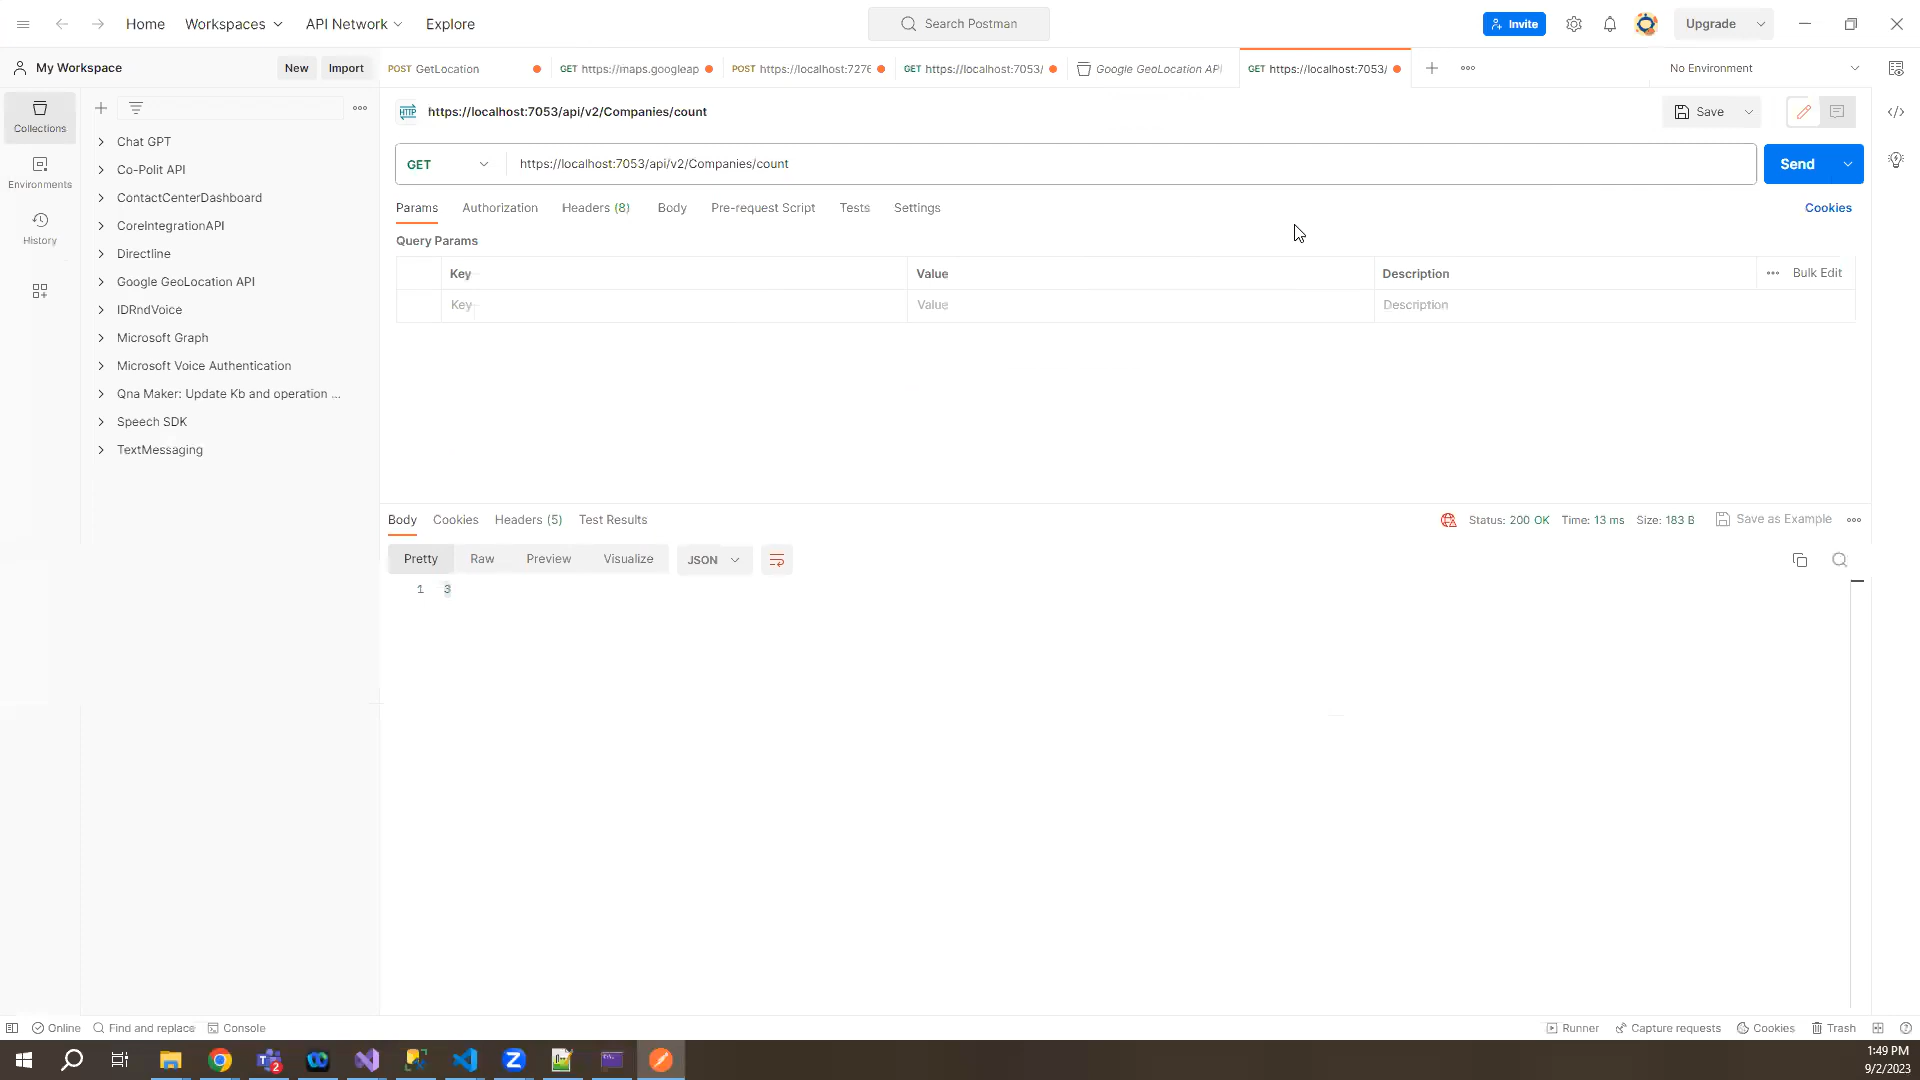 Home Workspaces API Network Explore Search Postman Invite Upgrade
My Workspace New Import POST GetLocation GET https://maps.googleap POST https://localhost:7276 GET https://localhost:7053/ Google GeoLocation API GET https://localhost:7053/ No Environment
Collections
Environments
History
Chat GPT
Co-Polit API
ContactCenterDashboard
CoreIntegrationAPI
Directline
Google GeoLocation API
IDRndVoice
Microsoft Graph
Microsoft Voice Authentication
Qna Maker: Update Kb and operation ...
Speech SDK
TextMessaging
HTTP https://localhost:7053/api/v2/Companies/count Save
GET https://localhost:7053/api/v2/Companies/count Send
Params Authorization Headers (8) Body Pre-request Script Tests Settings Cookies
Query Params
Key Value Description Bulk Edit
Key Value Description
Body Cookies Headers (5) Test Results Status: 200 OK Time: 13 ms Size: 183 B Save as Example
Pretty Raw Preview Visualize JSON
1 3
Online Find and replace Console Runner Capture requests Cookies Trash
2
1:49 PM
9/2/2023